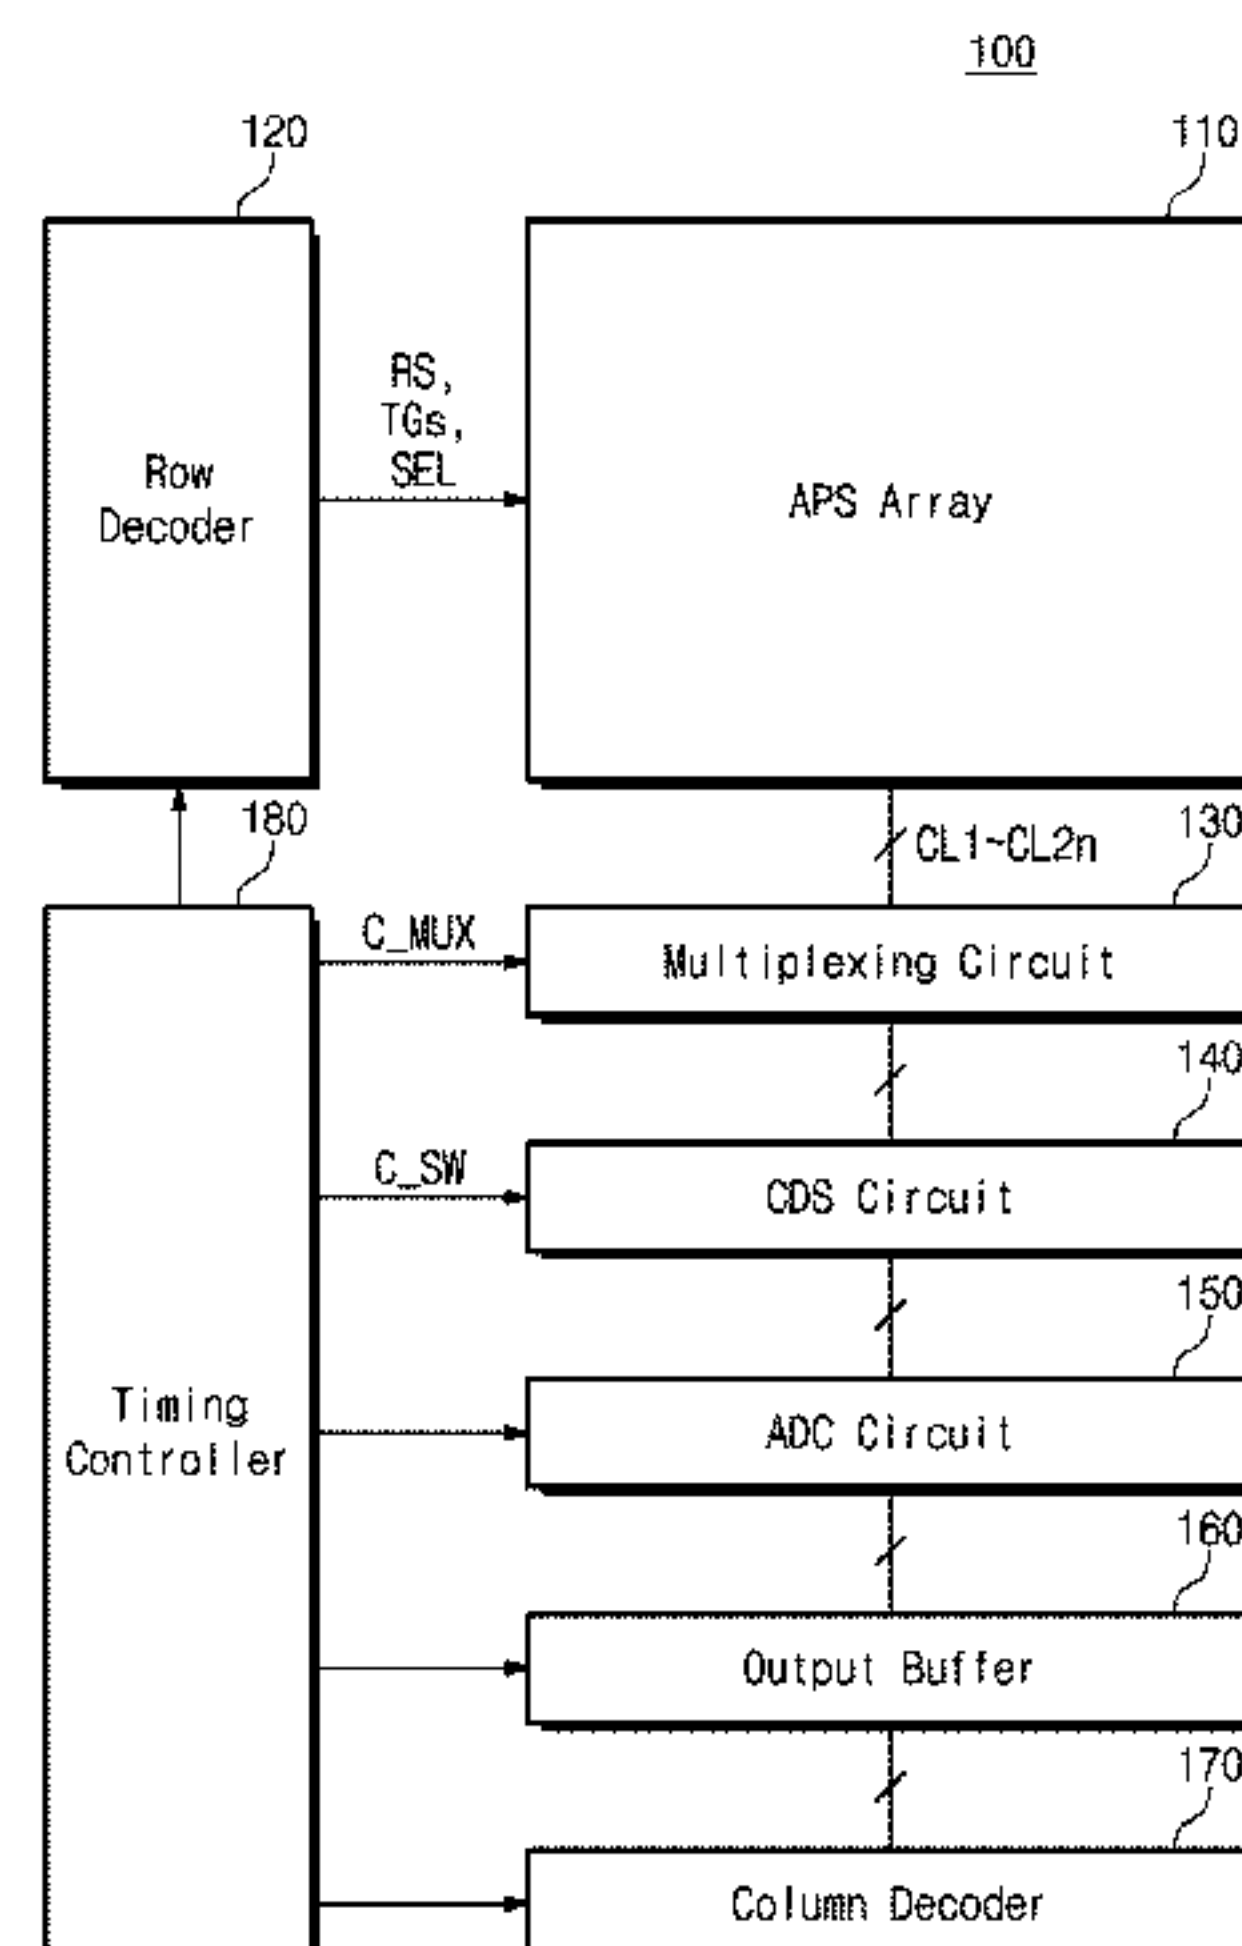 100
120
110
RS,
TGs,
SEL
Row
Decoder
APS Array
180
CL1~CL2n
130
C_MUX
Multiplexing Circuit
140
C_SW
CDS Circuit
150
Timing
Controller
ADC Circuit
160
Output Buffer
170
Column Decoder